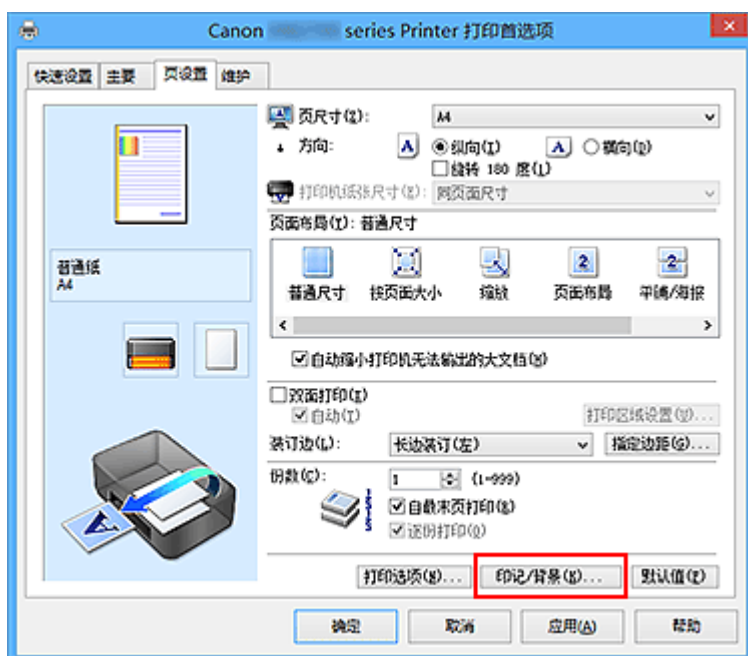 Canon series Printer 打印首选项
快速设置 主要 页设置 维护
页尺寸(Z): A4
方向: A 纵向(I) A 横向(D)
旋转 180 度(L)
打印机纸张尺寸(E): 同页面尺寸
页面布局(Y): 普通尺寸
普通纸
A4
普通尺寸 按页面大小 缩放 页面布局 平铺/海报
自动缩小打印机无法输出的大文档(M)
双面打印(X)
自动(T) 打印区域设置(U)...
装订边(L): 长边装订(左) 指定边距(G)...
份数(C): 1 (1-999)
自最末页打印(R)
逐份打印(O)
打印选项(N)... 印记/背景(K)... 默认值(F)
确定 取消 应用(A) 帮助